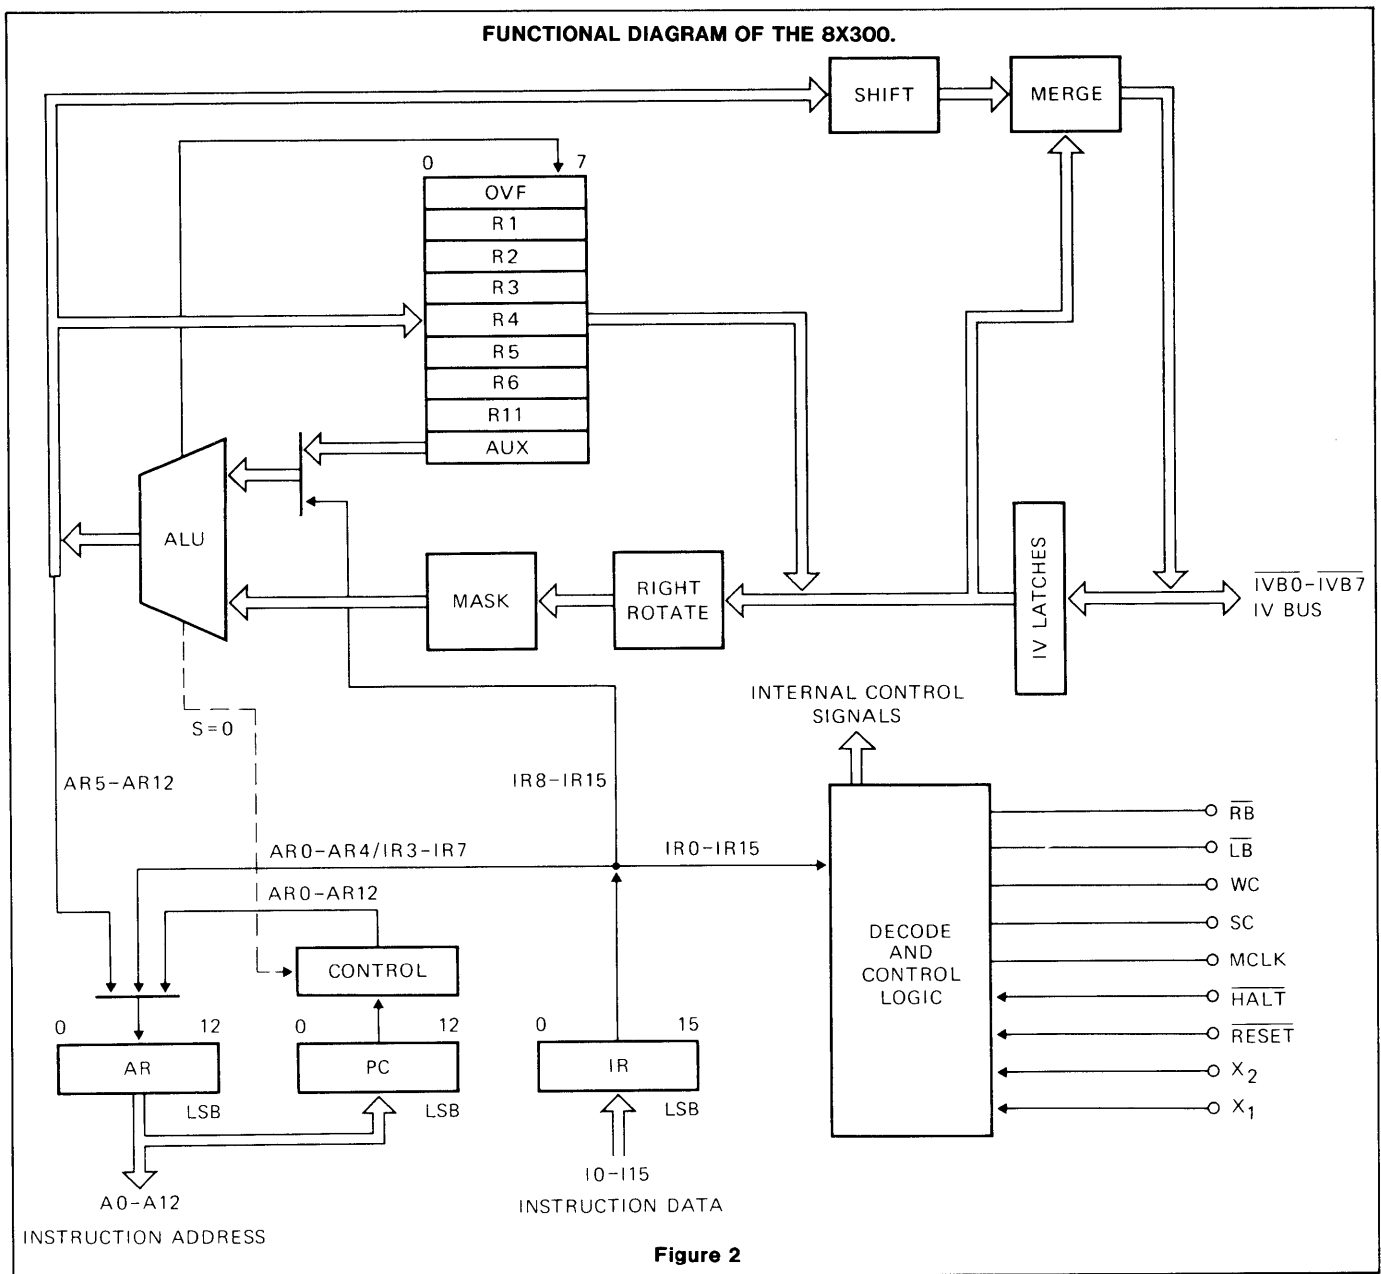 FUNCTIONAL DIAGRAM OF THE 8X300.
SHIFT
MERGE
0 7
OVF
R1
R2
R3
R4
R5
R6
R11
AUX
ALU
MASK
RIGHT
ROTATE
IV LATCHES
IVB0-IVB7
IV BUS
INTERNAL CONTROL
SIGNALS
S=0
AR5-AR12
IR8-IR15
AR0-AR4/IR3-IR7
IR0-IR15
AR0-AR12
CONTROL
DECODE
AND
CONTROL
LOGIC
RB
LB
WC
SC
MCLK
HALT
RESET
X2
X1
0 12
AR
LSB
0 12
PC
LSB
0 15
IR
LSB
A0-A12
INSTRUCTION ADDRESS
I0-I15
INSTRUCTION DATA
Figure 2